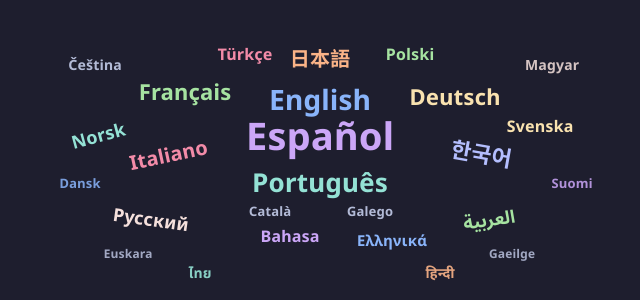 Türkçe
日本語
Polski
Čeština
Magyar
Français
English
Deutsch
Svenska
Norsk
Español
Italiano
한국어
Dansk
Português
Suomi
Català
Galego
Русский
العربية
Bahasa
Ελληνικά
Euskara
Gaeilge
ไทย
हिन्दी